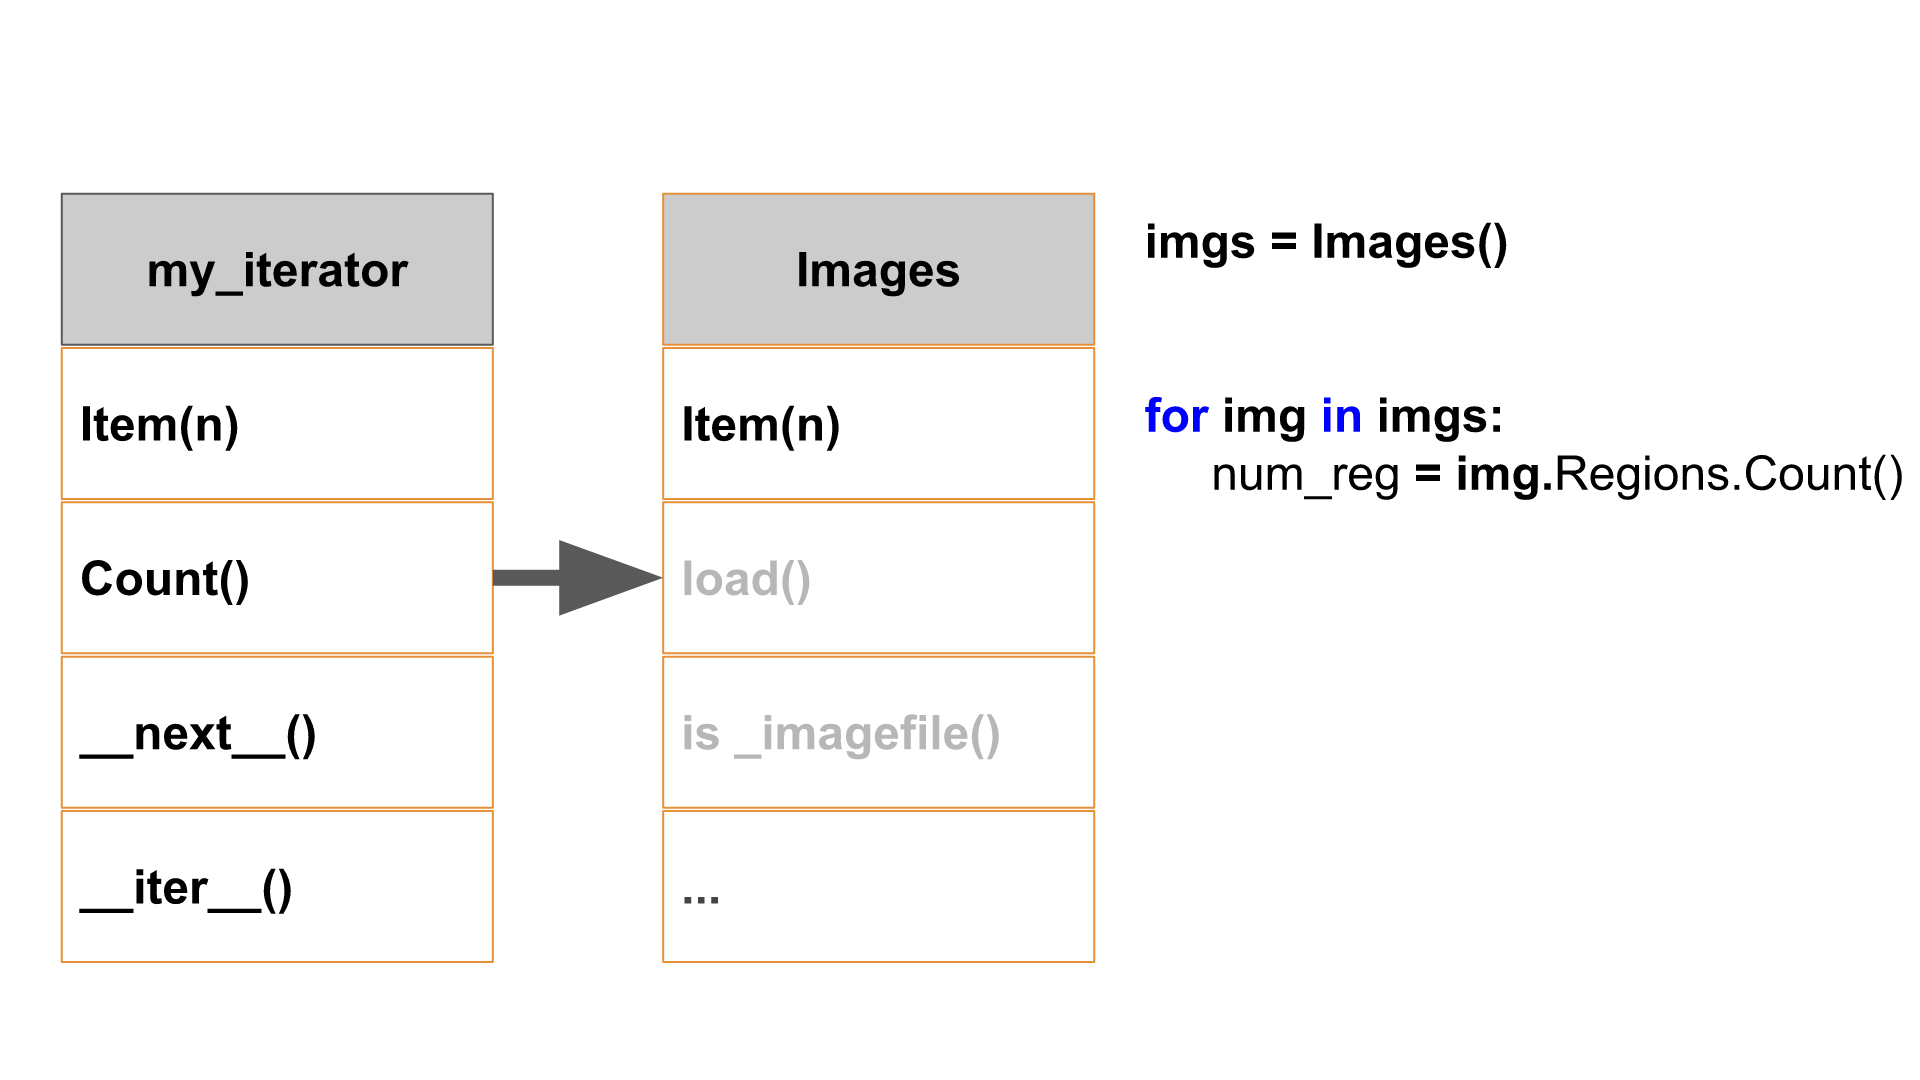 my_iterator
Item(n)
Count()
__next__()
__iter__()
Images
Item(n)
load()
is _imagefile()
...
imgs = Images()
for img in imgs:
num_reg = img.Regions.Count()